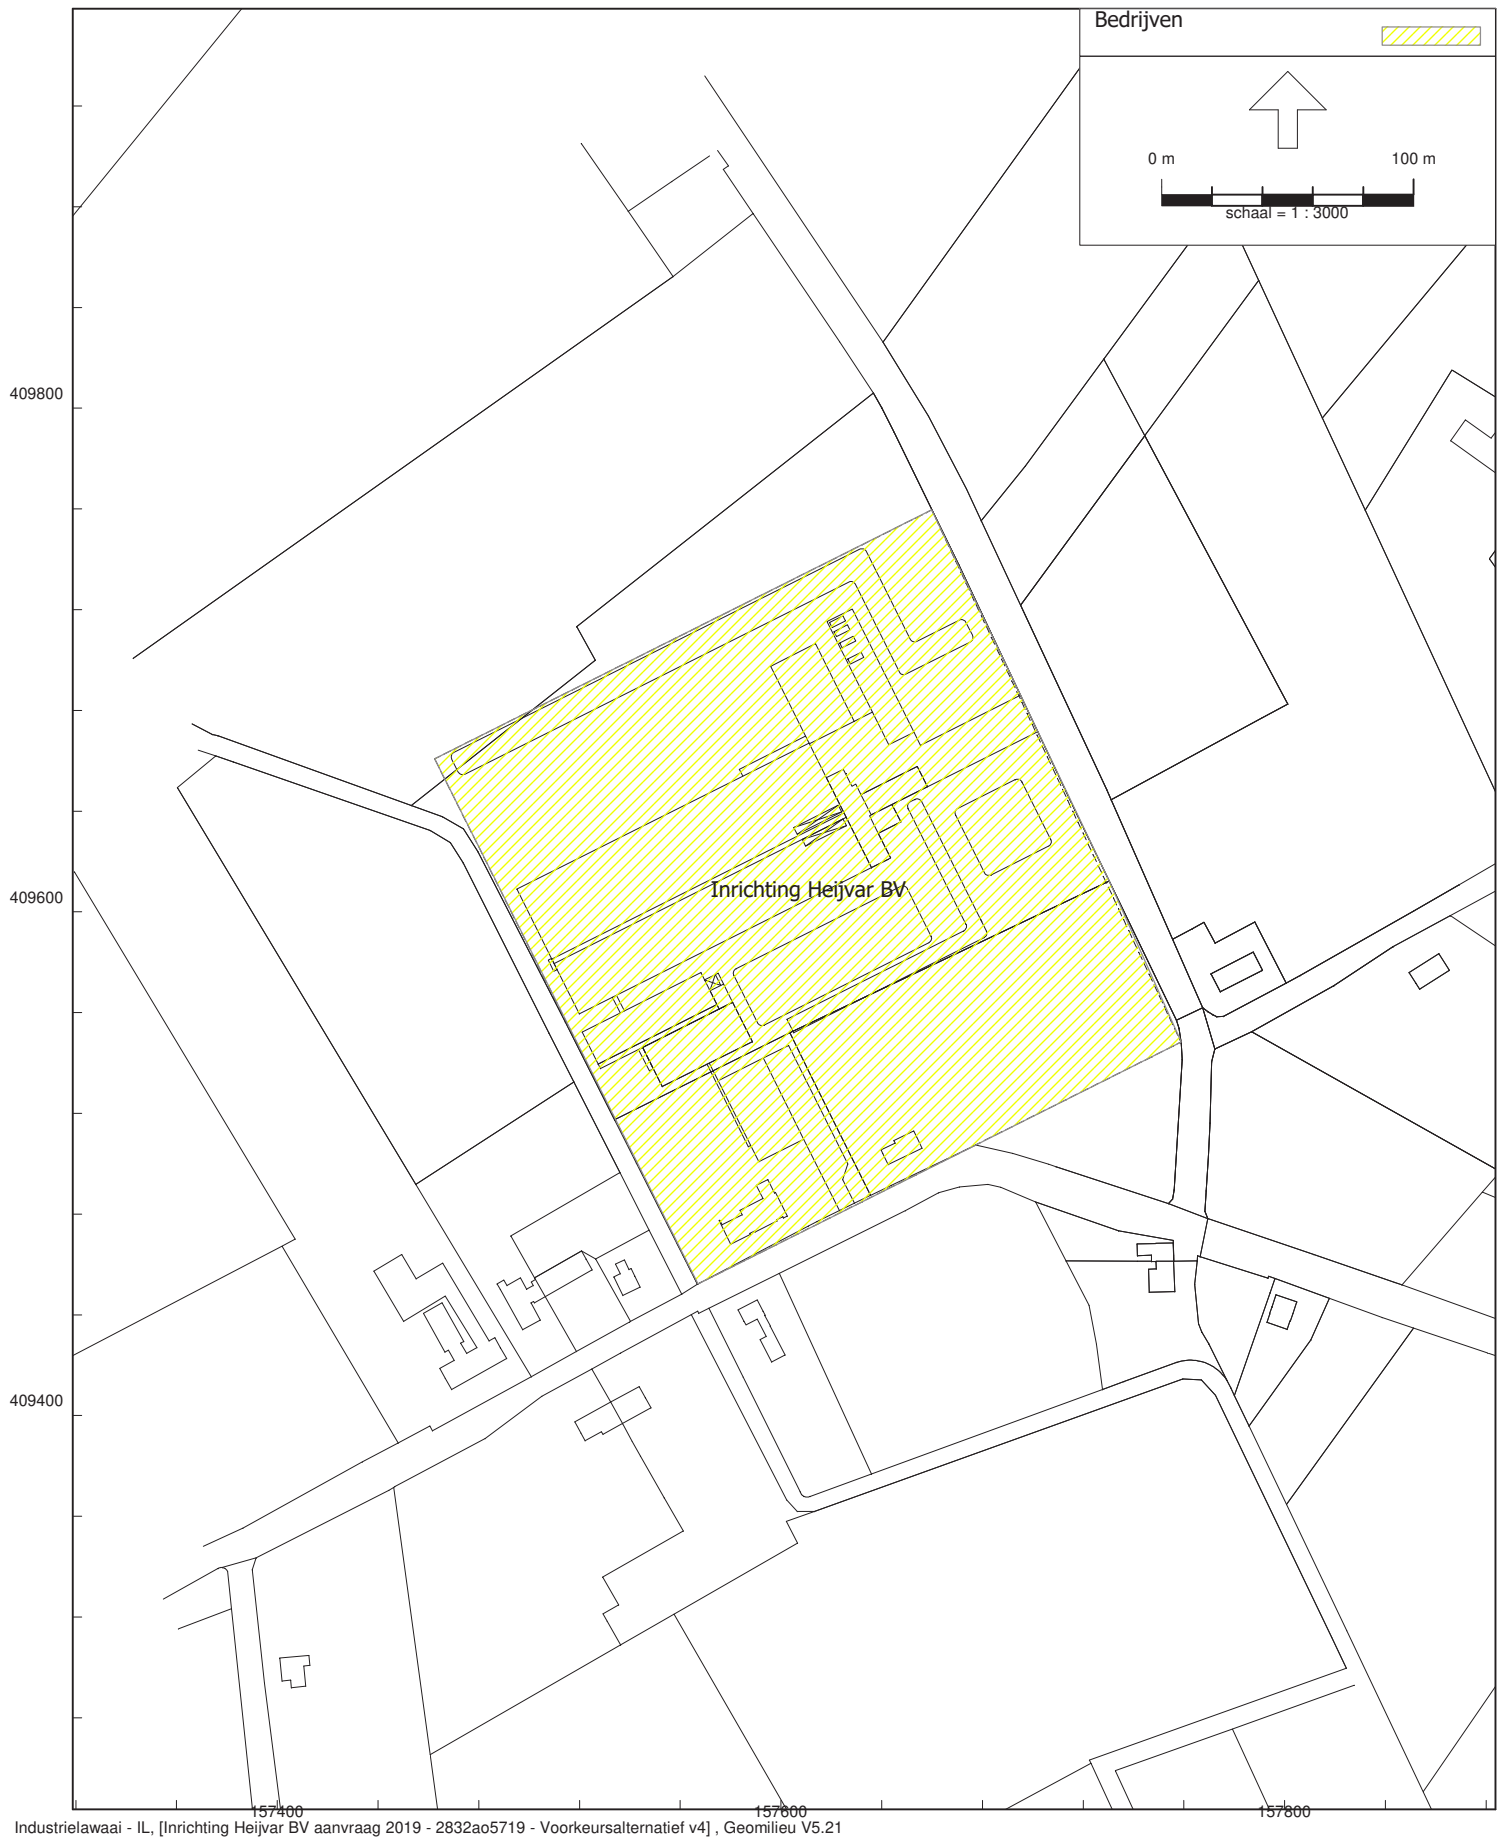 Bedrijven
0 m 100 m
schaal = 1 : 3000
409800
Inrichting Heijvar BV
409600
409400
157400 157600 157800
Industrielawaai - IL, [Inrichting Heijvar BV aanvraag 2019 - 2832ao5719 - Voorkeursalternatief v4] , Geomilieu V5.21